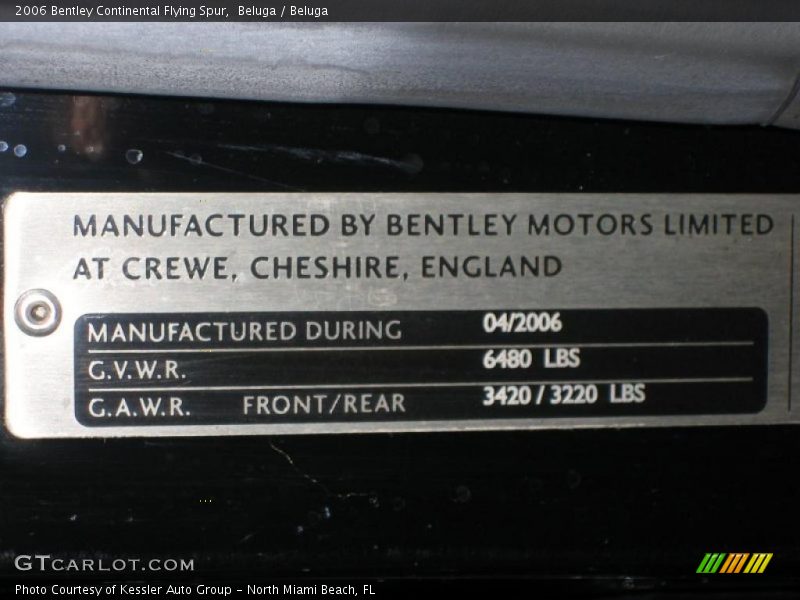 2006 Bentley Continental Flying Spur, Beluga / Beluga
MANUFACTURED BY BENTLEY MOTORS LIMITED
AT CREWE, CHESHIRE, ENGLAND
MANUFACTURED DURING 04/2006
G.V.W.R. 6480 LBS
G.A.W.R. FRONT/REAR 3420 / 3220 LBS
GTCARLOT.COM
Photo Courtesy of Kessler Auto Group - North Miami Beach, FL